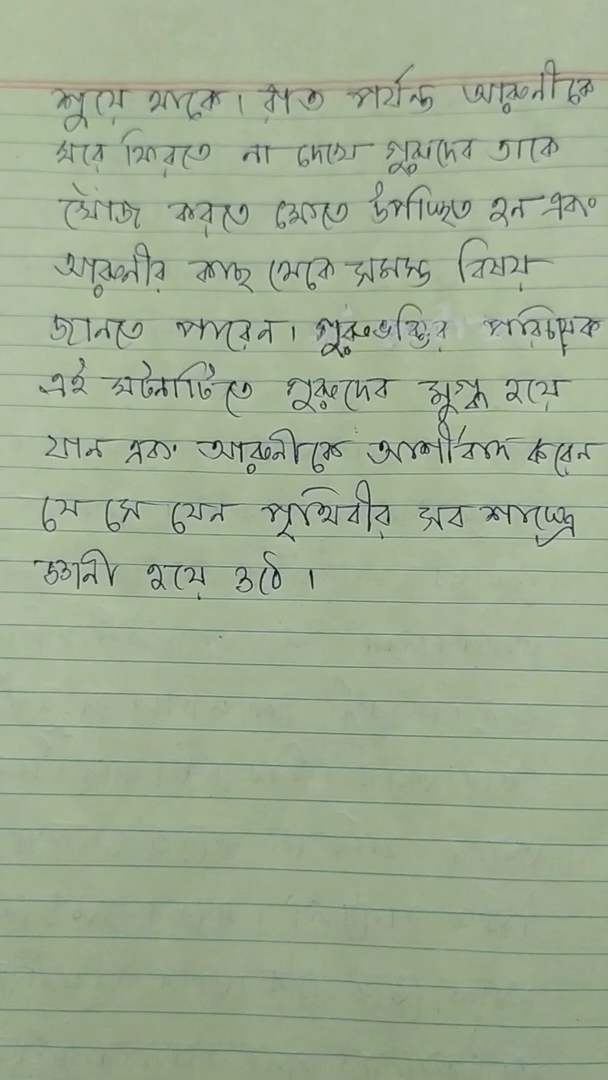 শুয়ে থাকে। রাত পর্যন্ত আরুনীকে
ঘরে ফিরতে না দেখে গুরুদেব তাকে
খোঁজ করতে ক্ষেতে উপস্থিত হন এবং
আরুনীর কাছ থেকে সমস্ত বিষয়
জানতে পারেন। গুরুভক্তির পরিচায়ক
এই ঘটনাটিতে গুরুদেব মুগ্ধ হয়ে
যান এবং আরুনীকে আশীর্বাদ করেন
যে সে যেন পৃথিবীর সব শাস্ত্রে
জ্ঞানী হয়ে ওঠে।